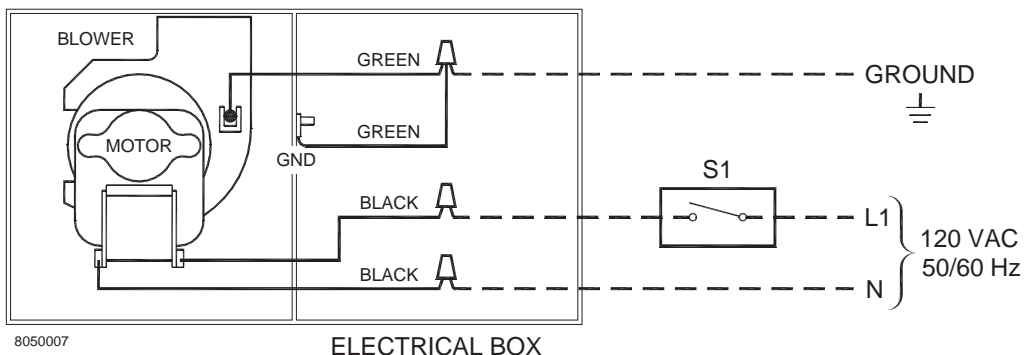 BLOWER
GREEN
GROUND
GREEN
MOTOR
GND
S1
BLACK
L1
120 VAC
50/60 Hz
BLACK
N
8050007
ELECTRICAL BOX